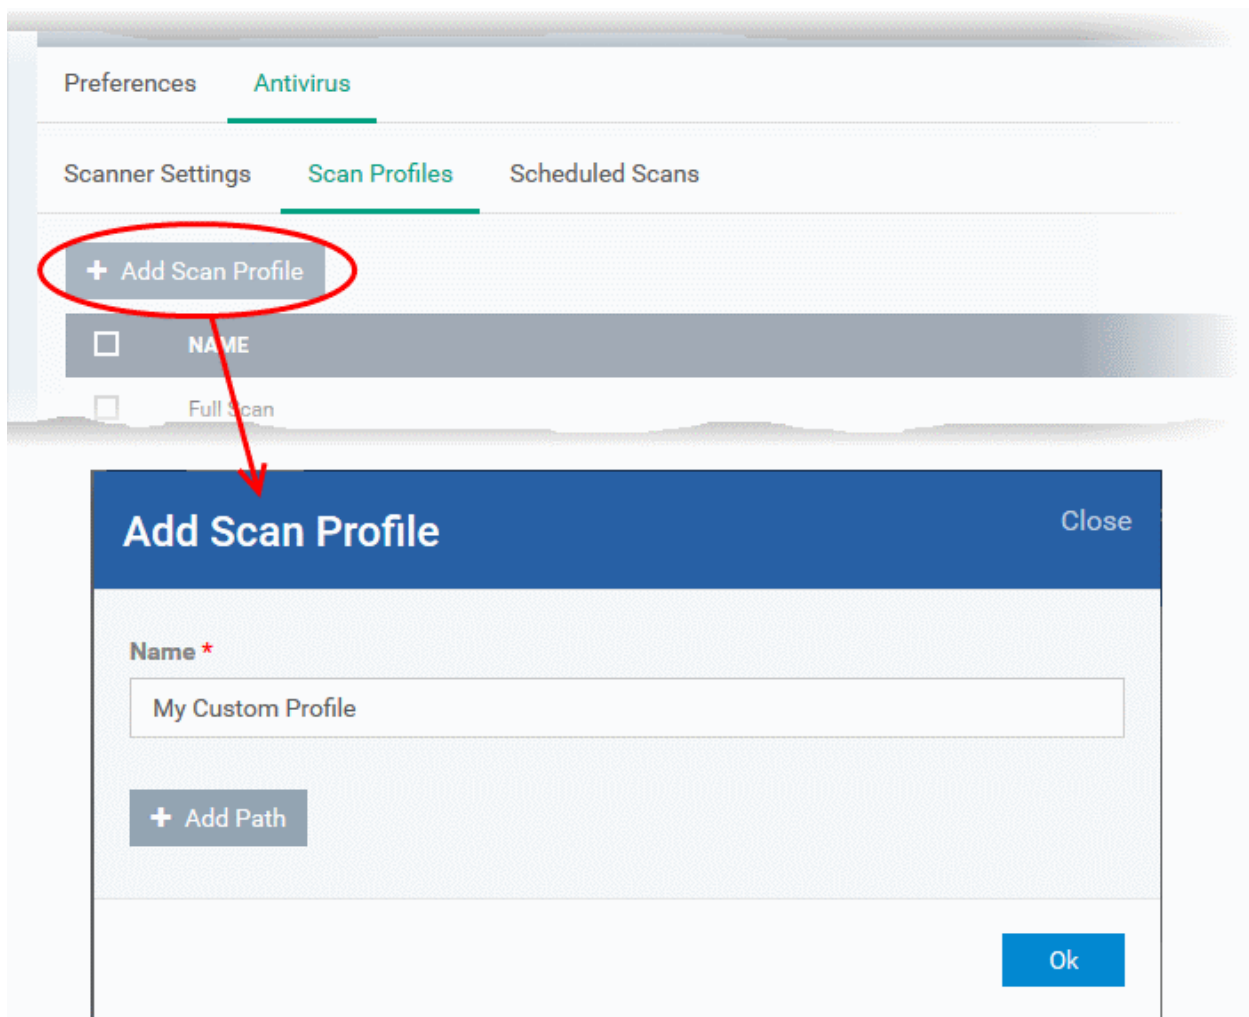 Preferences Antivirus
Scanner Settings Scan Profiles Scheduled Scans
+ Add Scan Profile
NAME
Full Scan
Add Scan Profile Close
Name *
My Custom Profile
+ Add Path
Ok